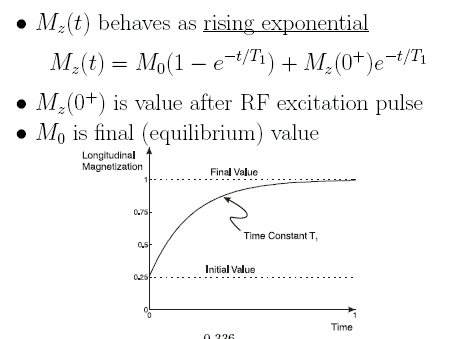 • M_z(t) behaves as rising exponential
M_z(t) = M_0(1 − e^{−t/T_1}) + M_z(0^+)e^{−t/T_1}
• M_z(0^+) is value after RF excitation pulse
• M_0 is final (equilibrium) value
Longitudinal
Magnetization
Final Value
1
0.75
Time Constant T_1
0.5
Initial Value
0.25
0
0 1
Time